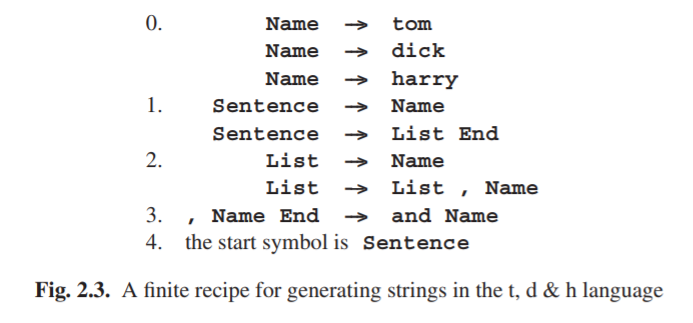 0. Name → tom
Name → dick
Name → harry
1. Sentence → Name
Sentence → List End
2. List → Name
List → List , Name
3. , Name End → and Name
4. the start symbol is Sentence
Fig. 2.3. A finite recipe for generating strings in the t, d & h language